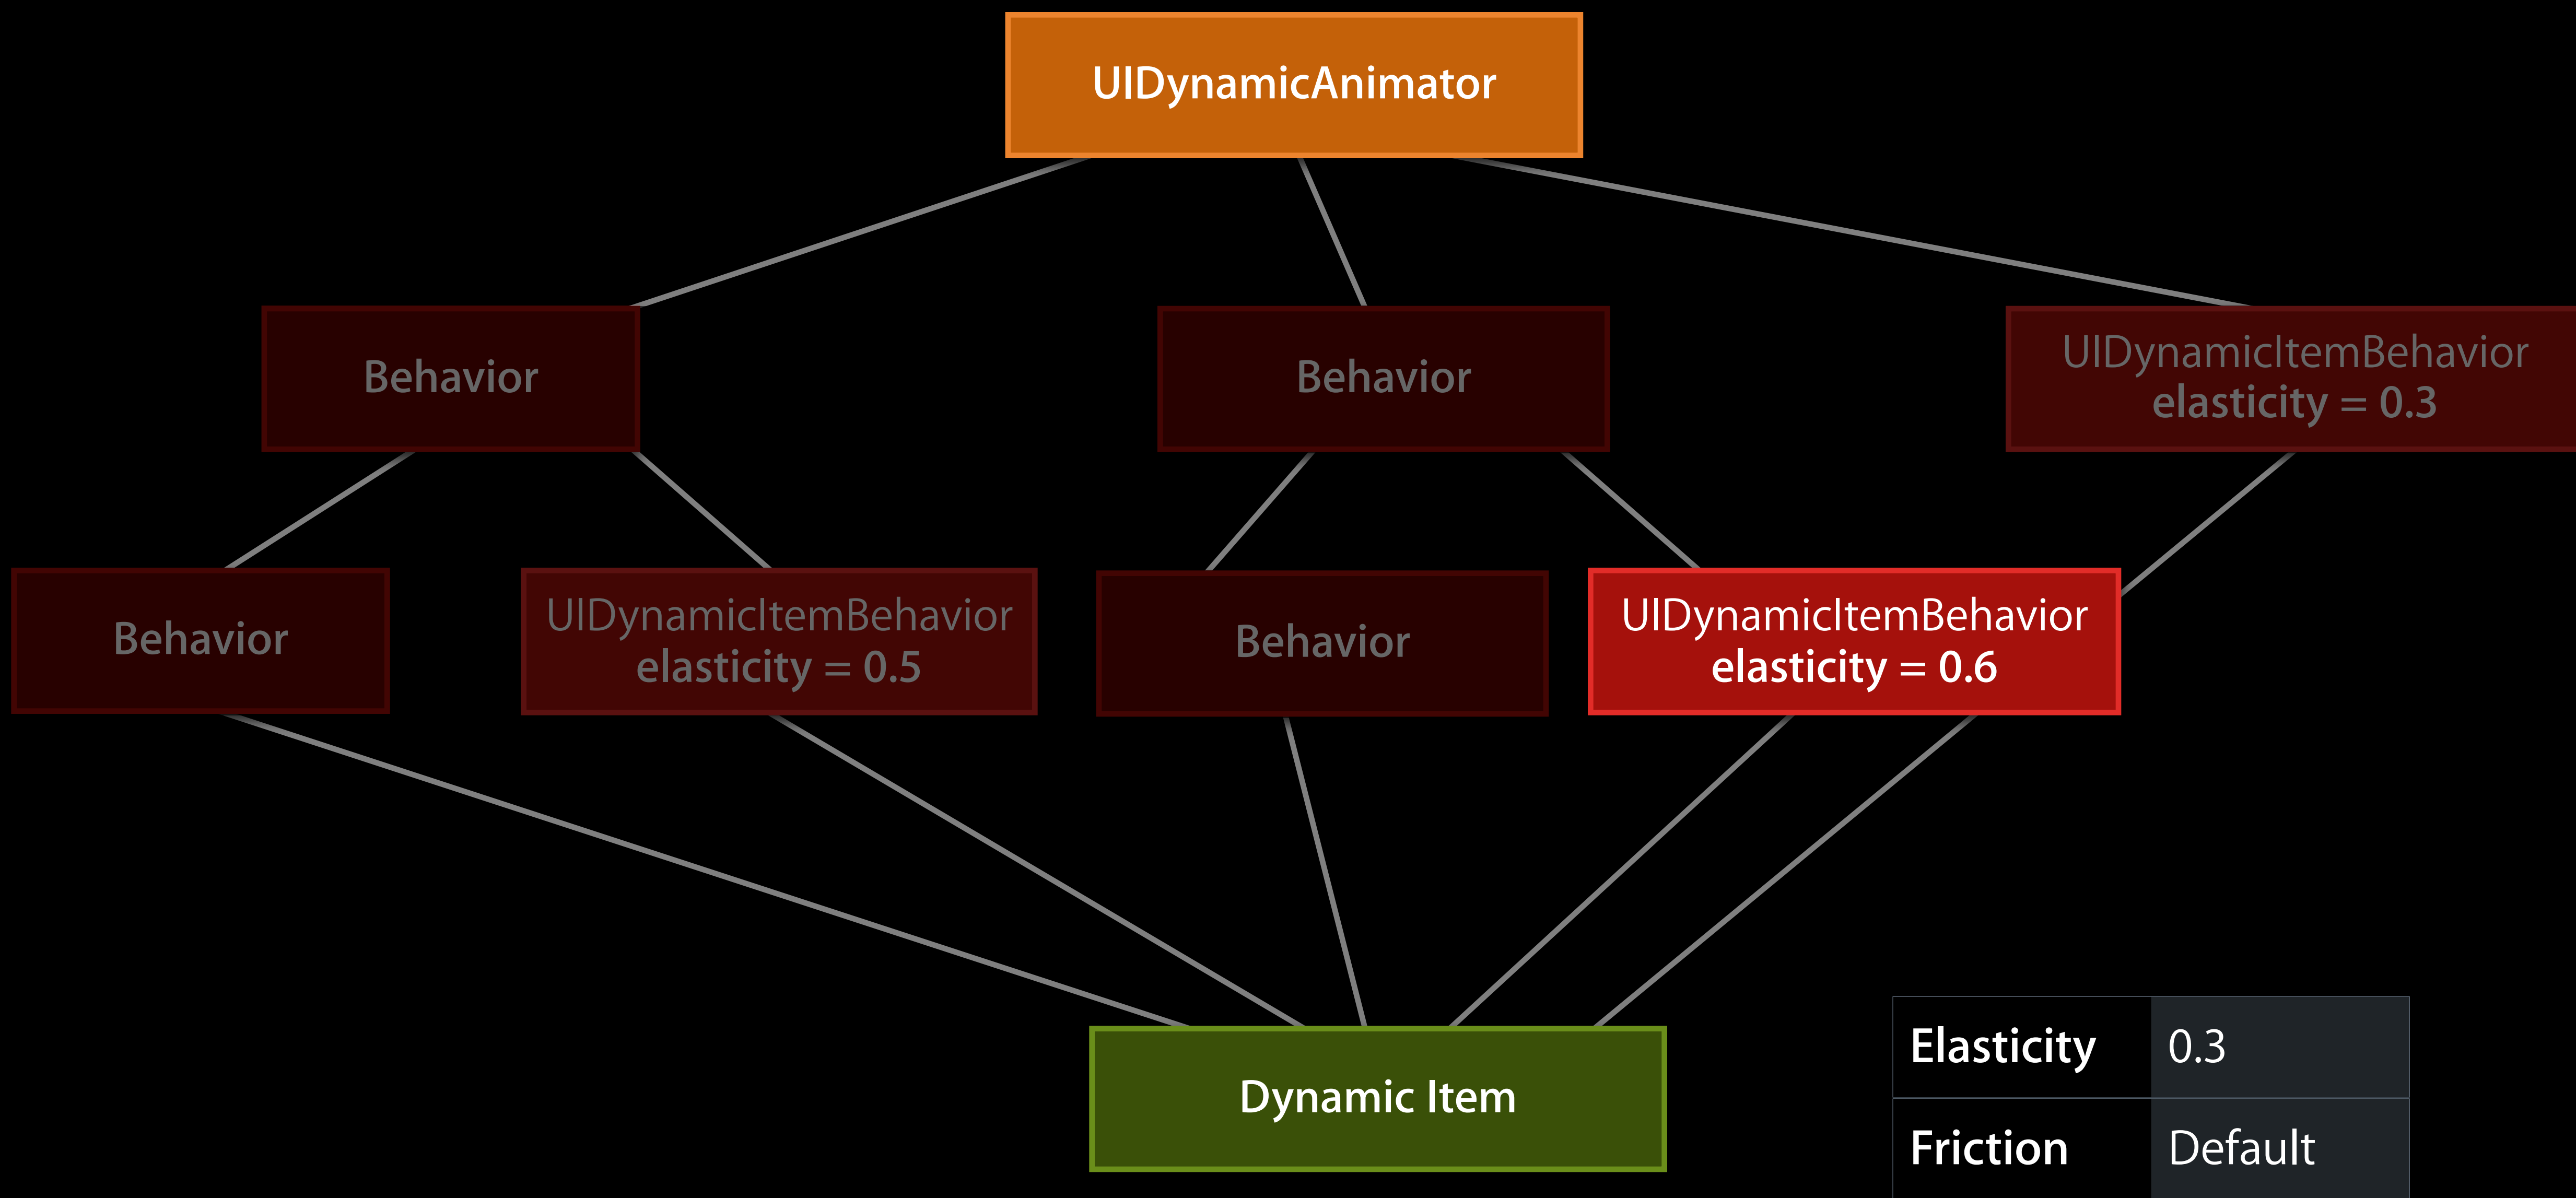 UIDynamicAnimator
Behavior
Behavior
UIDynamicItemBehavior
elasticity = 0.3
Behavior
UIDynamicItemBehavior
elasticity = 0.5
Behavior
UIDynamicItemBehavior
elasticity = 0.6
Dynamic Item
Elasticity 0.3
Friction Default